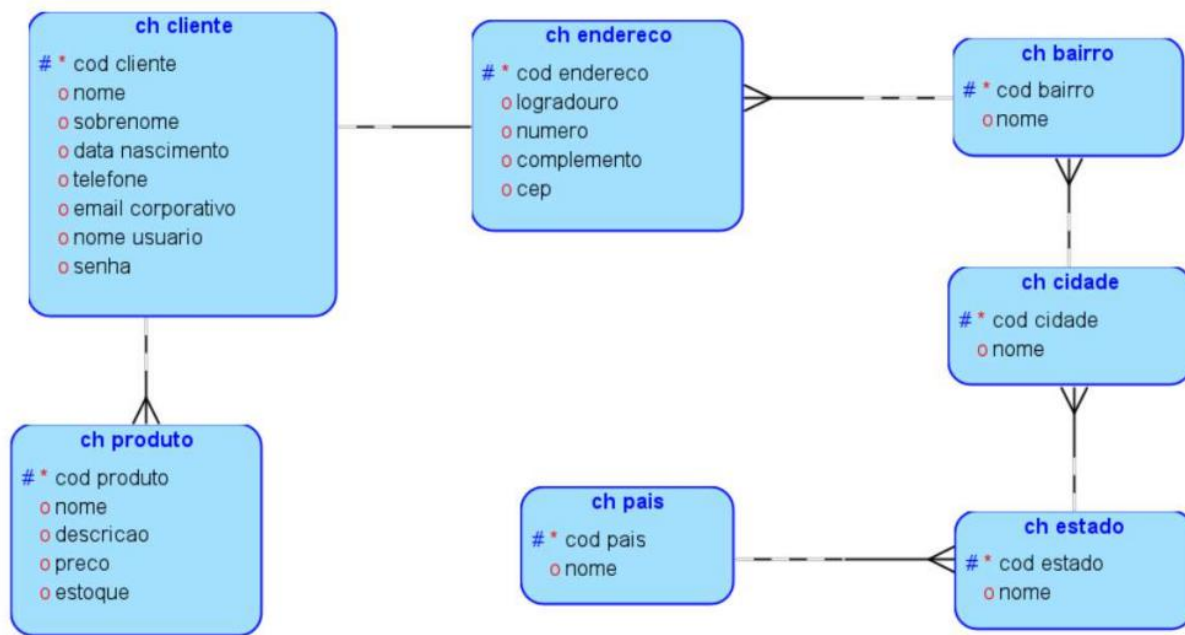 ch cliente
# * cod cliente
o nome
o sobrenome
o data nascimento
o telefone
o email corporativo
o nome usuario
o senha
ch endereco
# * cod endereco
o logradouro
o numero
o complemento
o cep
ch bairro
# * cod bairro
o nome
ch cidade
# * cod cidade
o nome
ch produto
# * cod produto
o nome
o descricao
o preco
o estoque
ch pais
# * cod pais
o nome
ch estado
# * cod estado
o nome